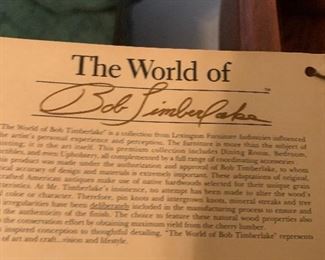 The World of
Bob Timberlake™
"The World of Bob Timberlake" is a collection from Lexington Furniture Industries influenced
the artist's personal experience and perception. The furniture is more than the subject of
it is the art itself. This premium collection includes Dining Room, Bedroom,
and even Upholstery, all complemented by a full range of coordinating accessories
product was made under the authorization and approval of Bob Timberlake, to whom
accuracy of design and materials is extremely important. These
crafted American make use of native hardwoods selected for their unique grain
At Mr. Timberlake's insistence, no attempt has been made to alter the wood's
color or character. Therefore, pin knots and intergrown knots, mineral streaks and tree
irregularities have been deliberately included in the manufacturing process to ensure and
the authenticity of the finish. The choice to feature these natural wood properties also
the conservation effort by obtaining maximum yield from the cherry lumber.
inspired conception to thoughtful detailing, "The World of Bob Timberlake" represents
of art and craft...vision and lifestyle.